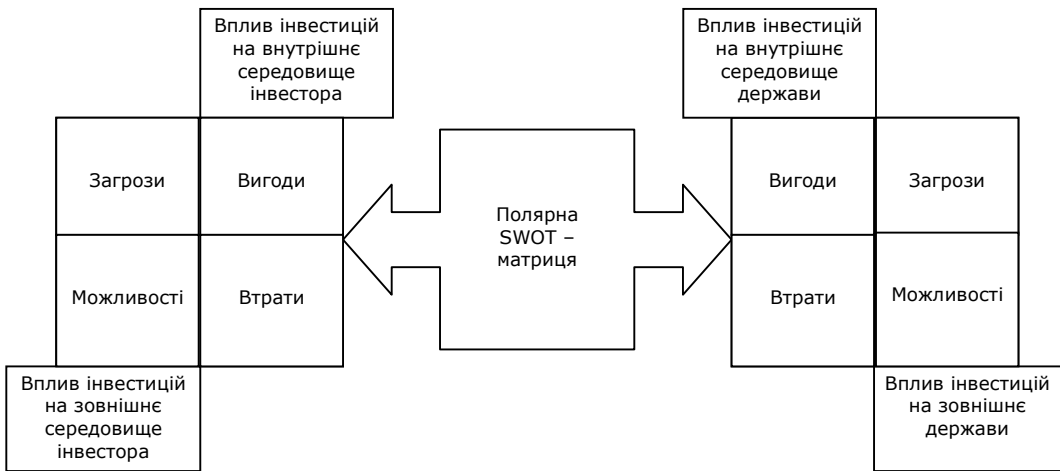 Вплив інвестицій
на внутрішнє
середовище
інвестора
Вплив інвестицій
на внутрішнє
середовище
держави
Загрози
Вигоди
Полярна
SWOT –
матриця
Вигоди
Загрози
Можливості
Втрати
Втрати
Можливості
Вплив інвестицій
на зовнішнє
середовище
інвестора
Вплив інвестицій
на зовнішнє
держави